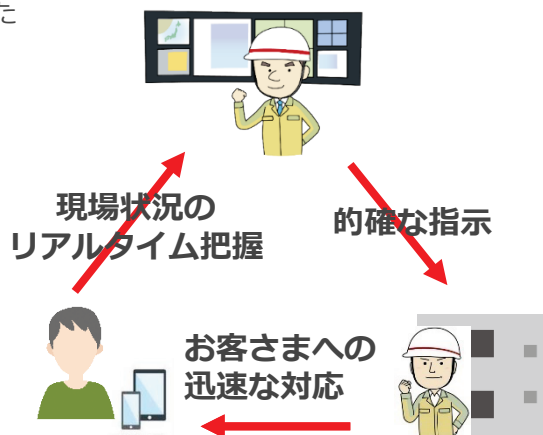 た
現場状況の
リアルタイム把握
的確な指示
お客さまへの
迅速な対応